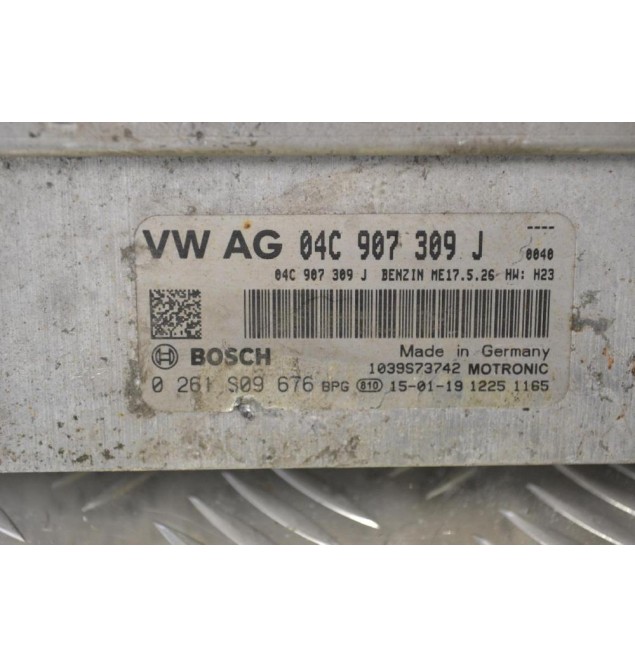 VW AG 04C 907 309 J
----
0040
04C 907 309 J BENZIN ME17.5.26 HW: H23
BOSCH
Made in Germany
1039S73742 MOTRONIC
0 261 S09 676 BPG 810 15-01-19 1225 1165